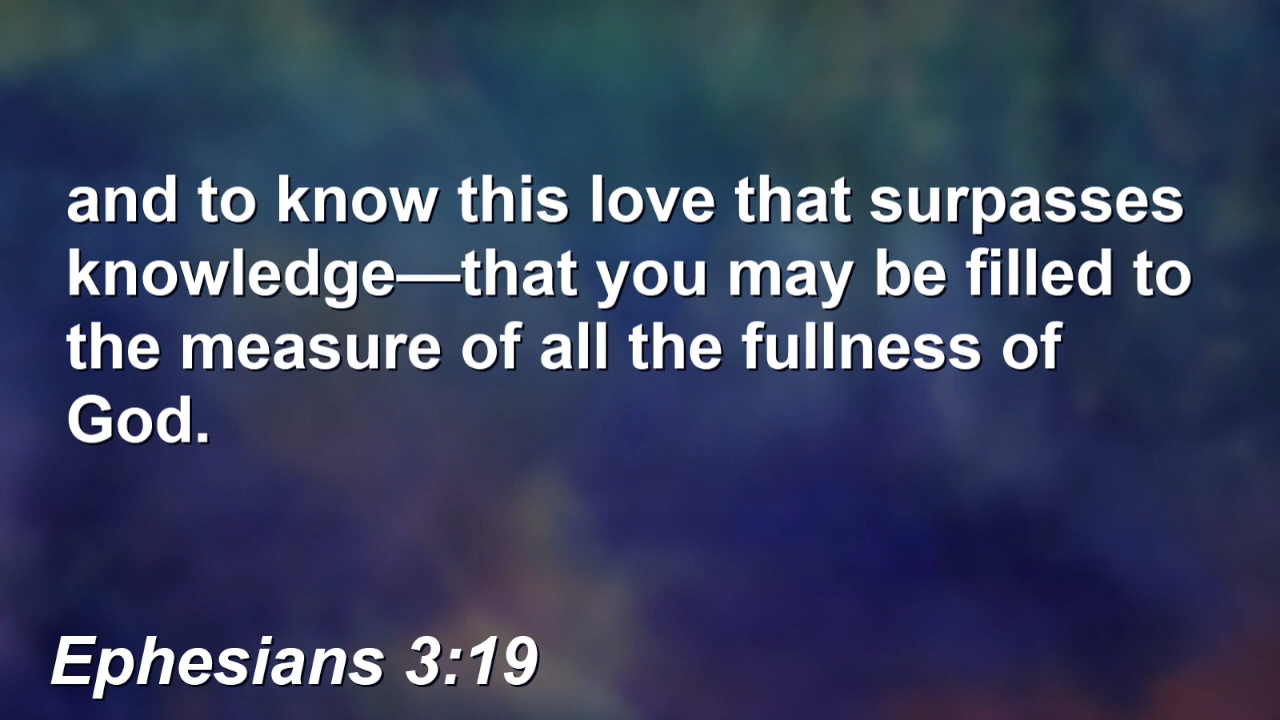 and to know this love that surpasses
knowledge—that you may be filled to
the measure of all the fullness of
God.
Ephesians 3:19